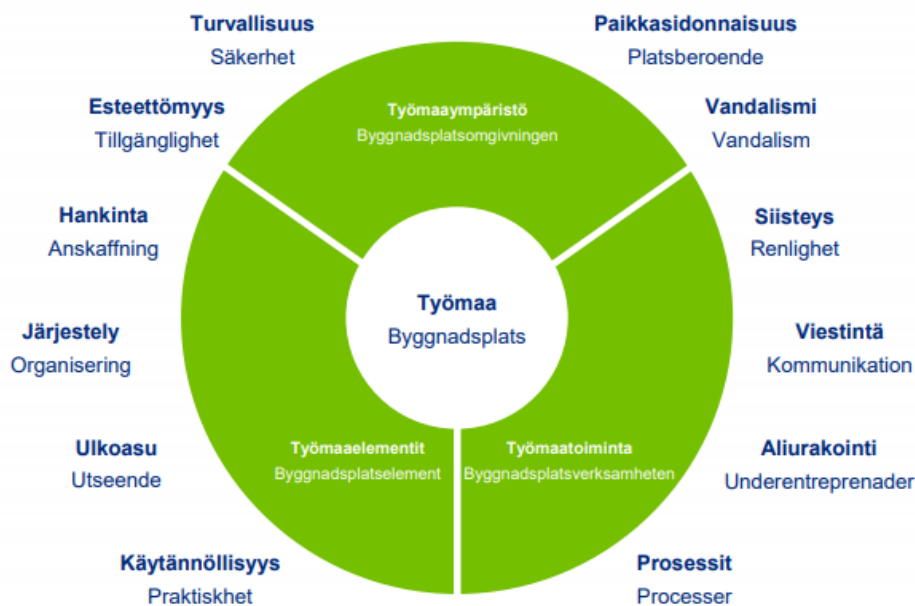 Turvallisuus
Säkerhet
Paikkasidonnaisuus
Platsberoende
Esteettömyys
Tillgänglighet
Työmaaympäristö
Byggnadsplatsomgivningen
Vandalismi
Vandalism
Hankinta
Anskaffning
Siisteys
Renlighet
Työmaa
Byggnadsplats
Järjestely
Organisering
Viestintä
Kommunikation
Ulkoasu
Utseende
Työmaaelementit
Byggnadsplatselement
Työmaatoiminta
Byggnadsplatsverksamheten
Aliurakointi
Underentreprenader
Käytännöllisyys
Praktiskhet
Prosessit
Processer